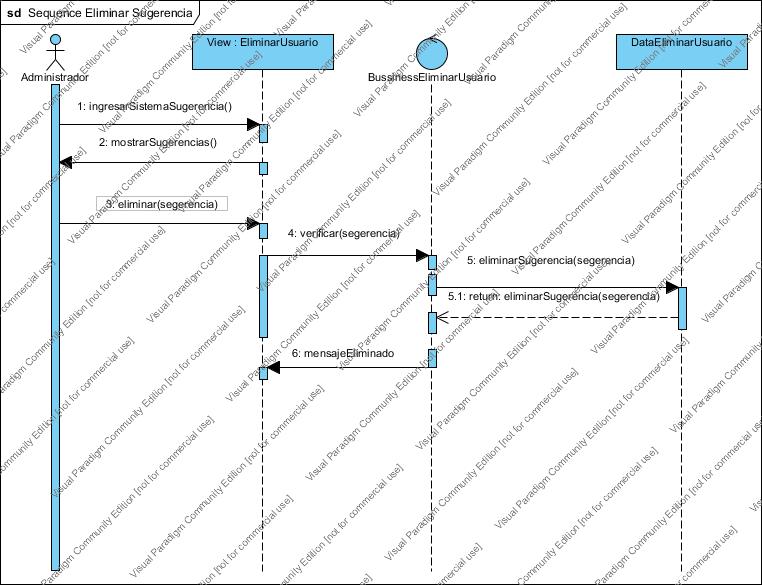 sd Sequence Eliminar Sugerencia
View : EliminarUsuario
DataEliminarUsuario
Administrador
BussinessEliminarUsuario
1: ingresarSistemaSugerencia()
2: mostrarSugerencias()
3: eliminar(segerencia)
4: verificar(segerencia)
5: eliminarSugerencia(segerencia)
5.1: return: eliminarSugerencia(segerencia)
6: mensajeEliminado
Visual Paradigm Community Edition [not for commercial use]